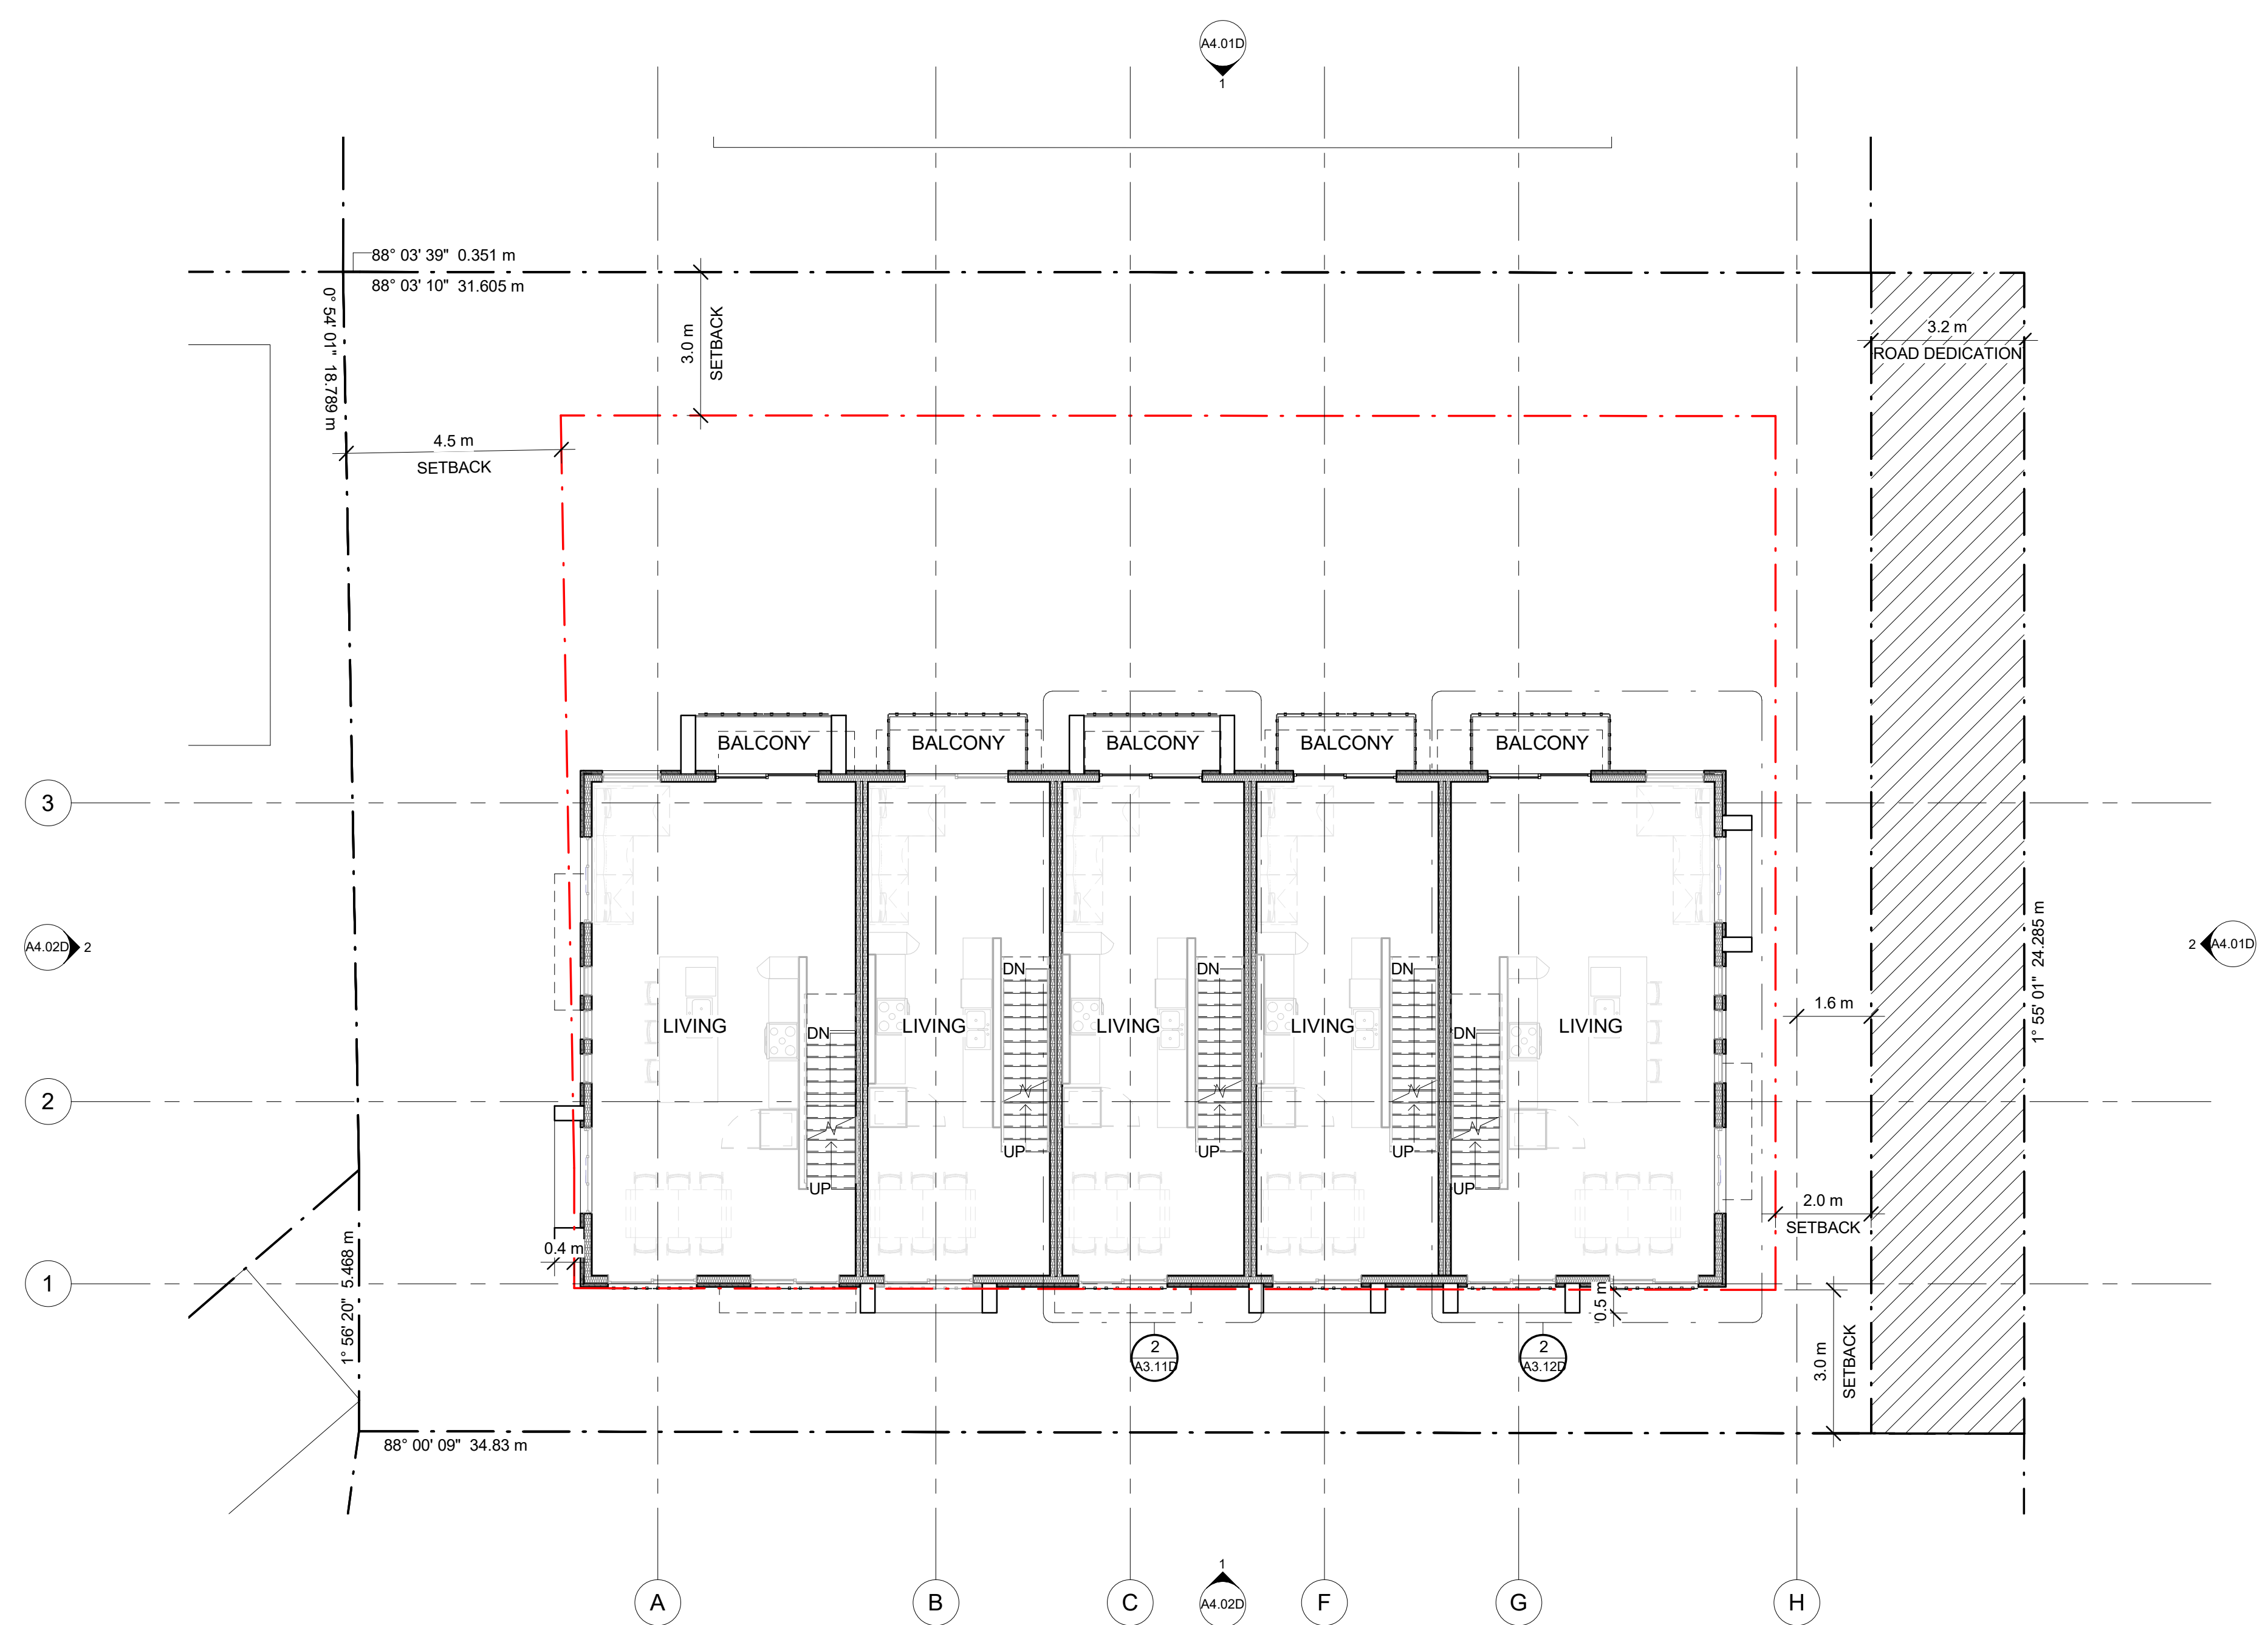 A4.01D
1
88° 03' 39" 0.351 m
88° 03' 10" 31.605 m
0° 54' 01" 18.789 m
3.0 m
SETBACK
3.2 m
ROAD DEDICATION
4.5 m
SETBACK
BALCONY
BALCONY
BALCONY
BALCONY
BALCONY
3
A4.02D
2
2
A4.01D
1° 55' 01" 24.285 m
DN
DN
DN
1.6 m
LIVING
LIVING
LIVING
LIVING
LIVING
DN
DN
2
UP
UP
UP
UP
UP
2.0 m
SETBACK
0.4 m
1
1° 56' 20" 5.468 m
0.5 m
3.0 m
SETBACK
2
A3.11D
2
A3.12D
88° 00' 09" 34.83 m
1
A4.02D
A
B
C
F
G
H